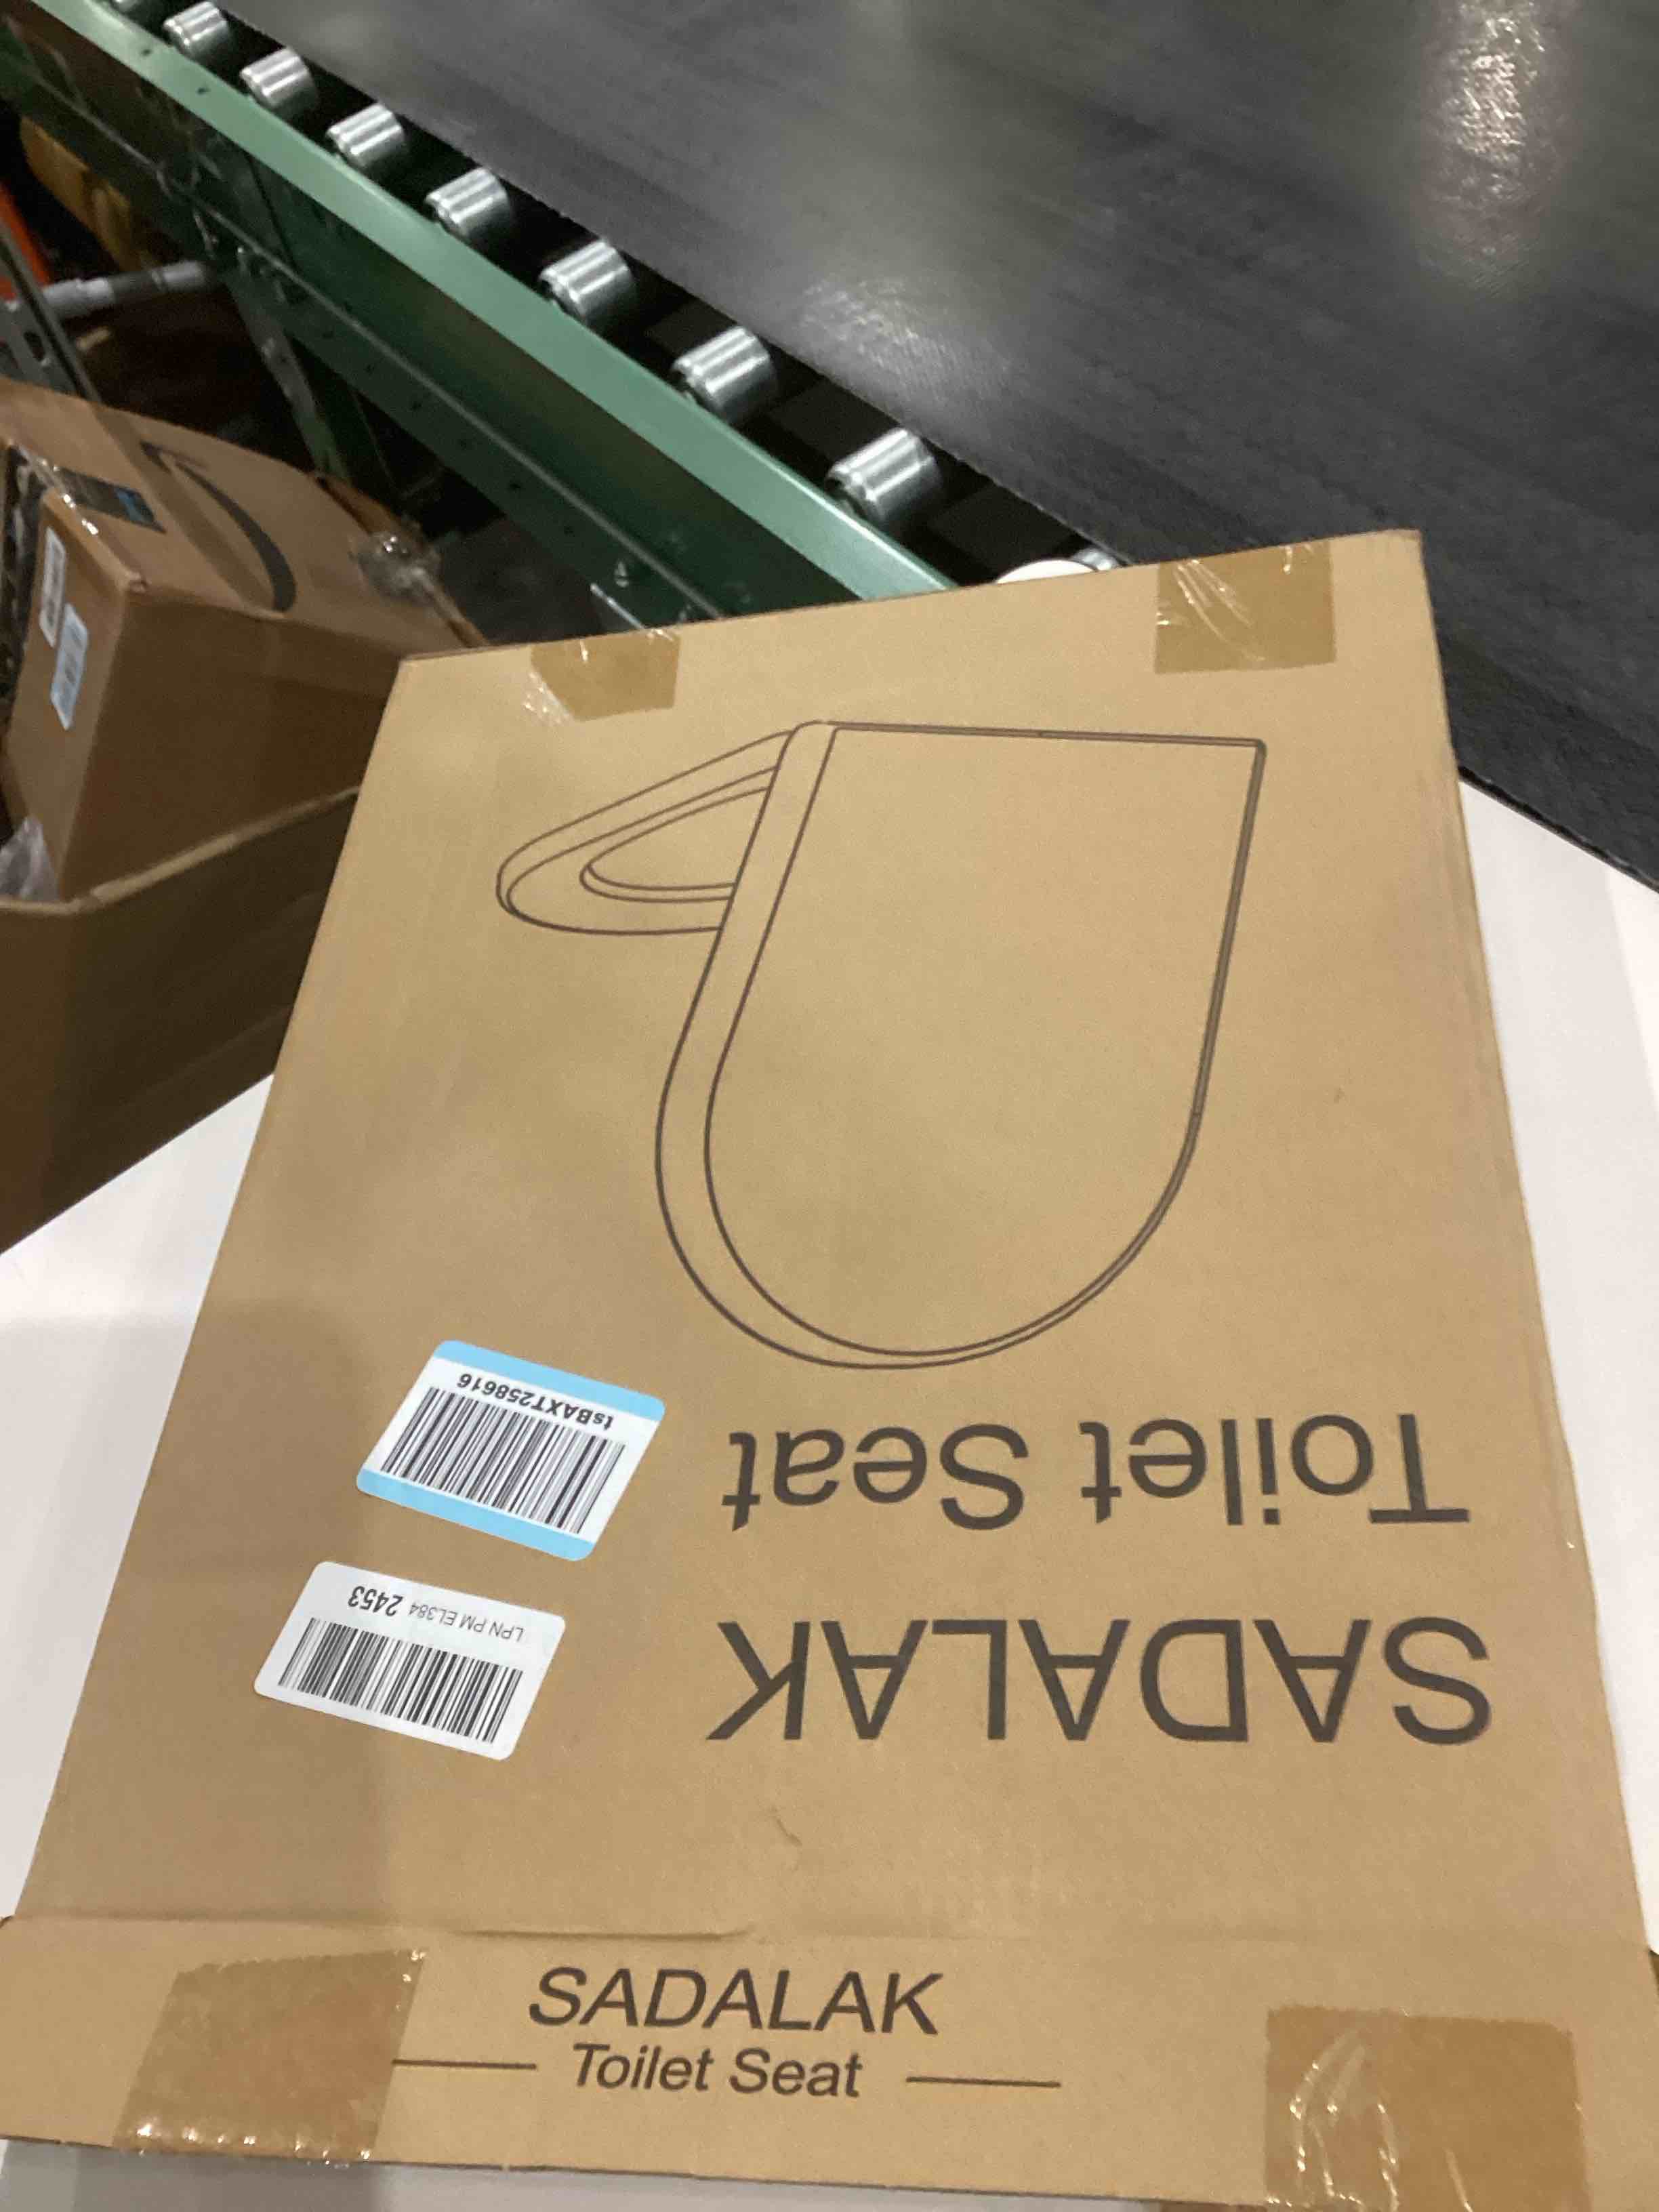 SADALAK
Toilet Seat
LPN PM EL384 2453
tsBAXT258616
SADALAK
Toilet Seat